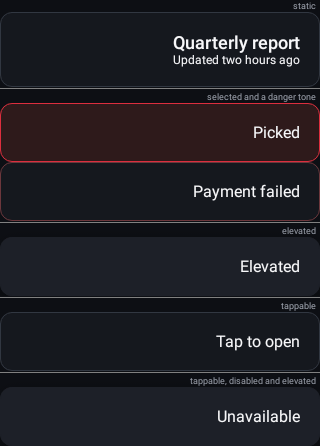 static
Quarterly report
Updated two hours ago
selected and a danger tone
Picked
Payment failed
elevated
Elevated
tappable
Tap to open
tappable, disabled and elevated
Unavailable